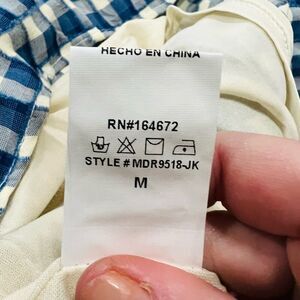 HECHO EN CHINA
RN#164672
STYLE # MDR9518-JK
M